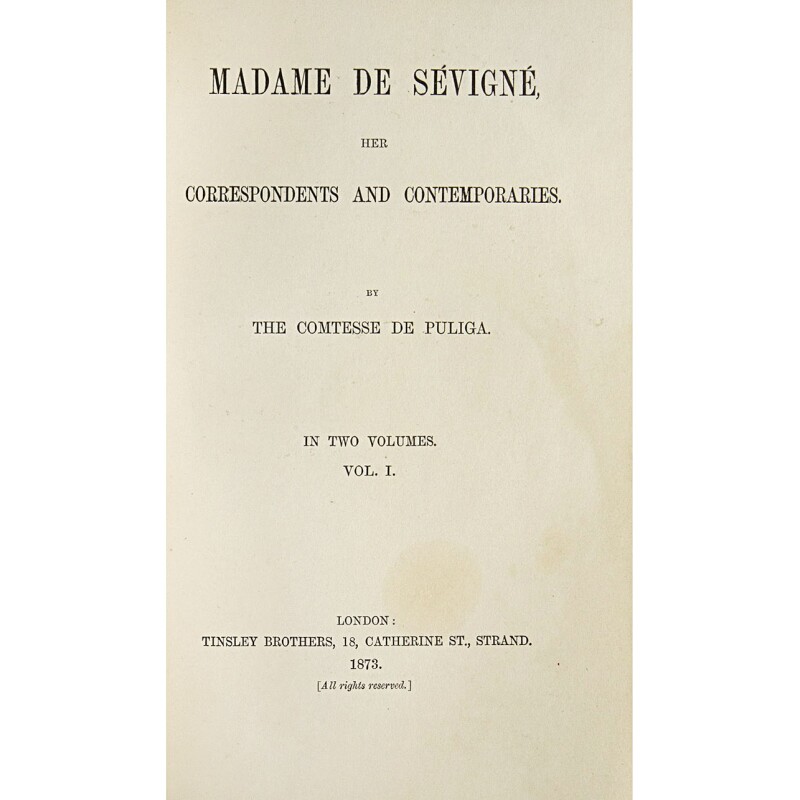 MADAME DE SÉVIGNÉ,
HER
CORRESPONDENTS AND CONTEMPORARIES.
BY
THE COMTESSE DE PULIGA.
IN TWO VOLUMES.
VOL. I.
LONDON:
TINSLEY BROTHERS, 18, CATHERINE ST., STRAND.
1873.
[All rights reserved.]